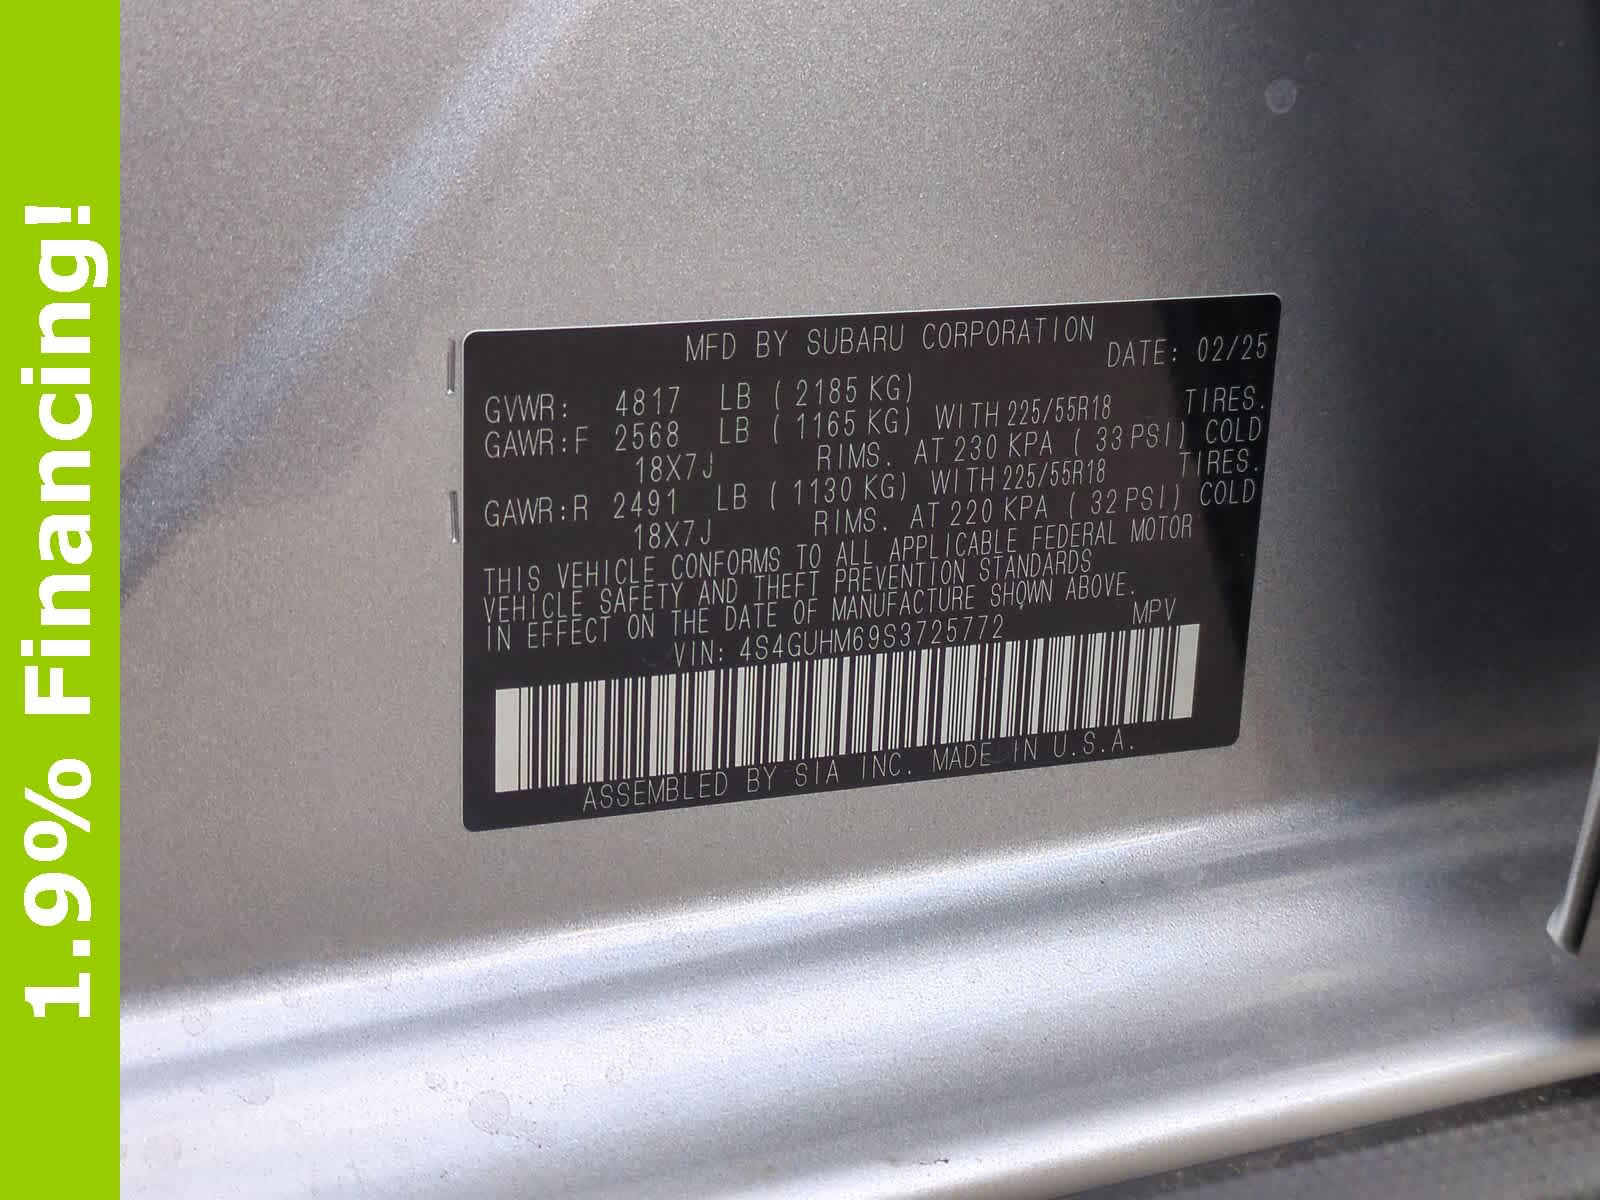 1.9% Financing!
MFD BY SUBARU CORPORATION DATE: 02/25
GVWR: 4817 LB ( 2185 KG)
GAWR:F 2568 LB ( 1165 KG) WITH 225/55R18 TIRES.
18X7J RIMS. AT 230 KPA ( 33 PSI) COLD
GAWR:R 2491 LB ( 1130 KG) WITH 225/55R18 TIRES.
18X7J RIMS. AT 220 KPA ( 32 PSI) COLD
THIS VEHICLE CONFORMS TO ALL APPLICABLE FEDERAL MOTOR
VEHICLE SAFETY AND THEFT PREVENTION STANDARDS
IN EFFECT ON THE DATE OF MANUFACTURE SHOWN ABOVE.
VIN: 4S4GUHM69S3725772 MPV
ASSEMBLED BY SIA INC. MADE IN U.S.A.